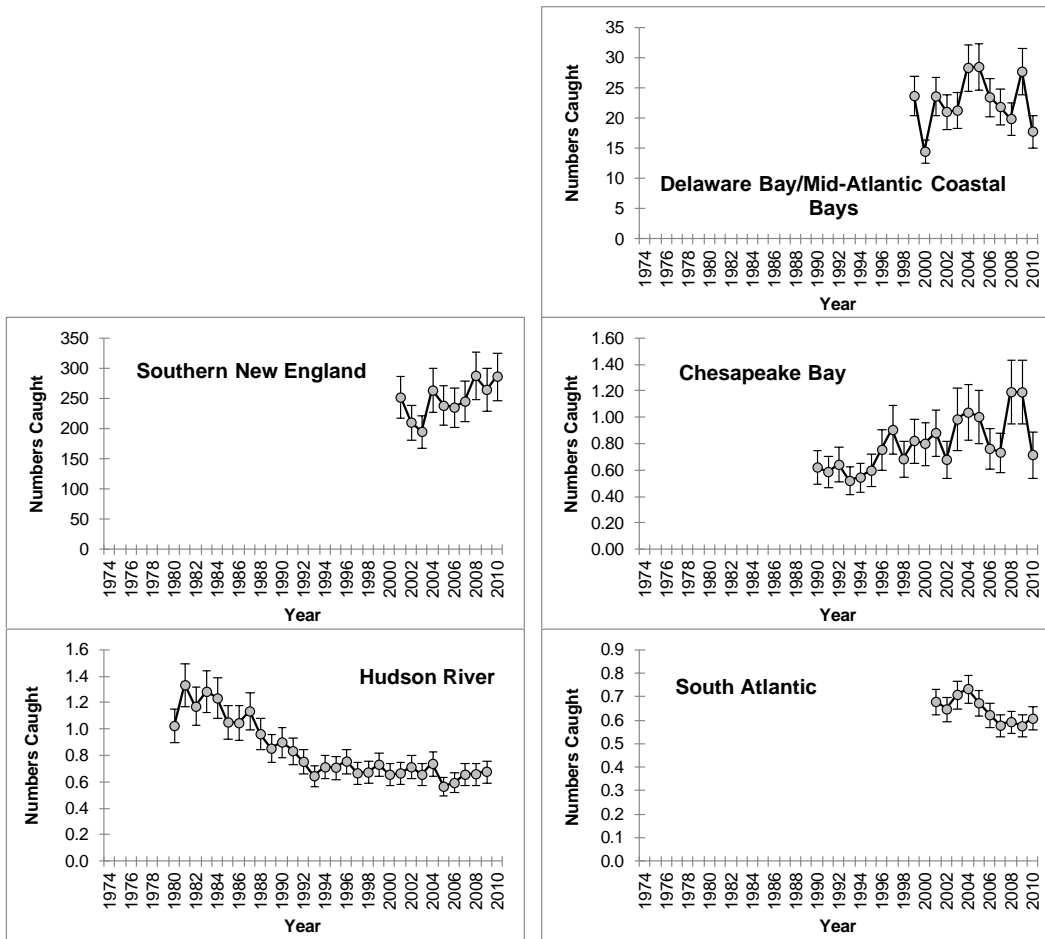 35
30
25
20
15
10
5
0
Numbers Caught
Delaware Bay/Mid-Atlantic Coastal
Bays
1974 1976 1978 1980 1982 1984 1986 1988 1990 1992 1994 1996 1998 2000 2002 2004 2006 2008 2010
Year
350
300
250
200
150
100
50
0
Numbers Caught
Southern New England
1974 1976 1978 1980 1982 1984 1986 1988 1990 1992 1994 1996 1998 2000 2002 2004 2006 2008 2010
Year
1.60
1.40
1.20
1.00
0.80
0.60
0.40
0.20
0.00
Numbers Caught
Chesapeake Bay
1974 1976 1978 1980 1982 1984 1986 1988 1990 1992 1994 1996 1998 2000 2002 2004 2006 2008 2010
Year
1.6
1.4
1.2
1.0
0.8
0.6
0.4
0.2
0.0
Numbers Caught
Hudson River
1974 1976 1978 1980 1982 1984 1986 1988 1990 1992 1994 1996 1998 2000 2002 2004 2006 2008 2010
Year
0.9
0.8
0.7
0.6
0.5
0.4
0.3
0.2
0.1
0.0
Numbers Caught
South Atlantic
1974 1976 1978 1980 1982 1984 1986 1988 1990 1992 1994 1996 1998 2000 2002 2004 2006 2008 2010
Year